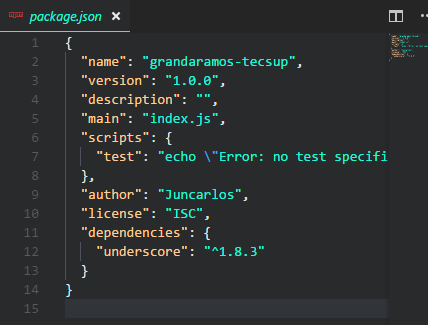 package.json
1 {
2 "name": "grandaramos-tecsup",
3 "version": "1.0.0",
4 "description": "",
5 "main": "index.js",
6 "scripts": {
7 "test": "echo \"Error: no test specifi
8 },
9 "author": "Juncarlos",
10 "license": "ISC",
11 "dependencies": {
12 "underscore": "^1.8.3"
13 }
14 }
15